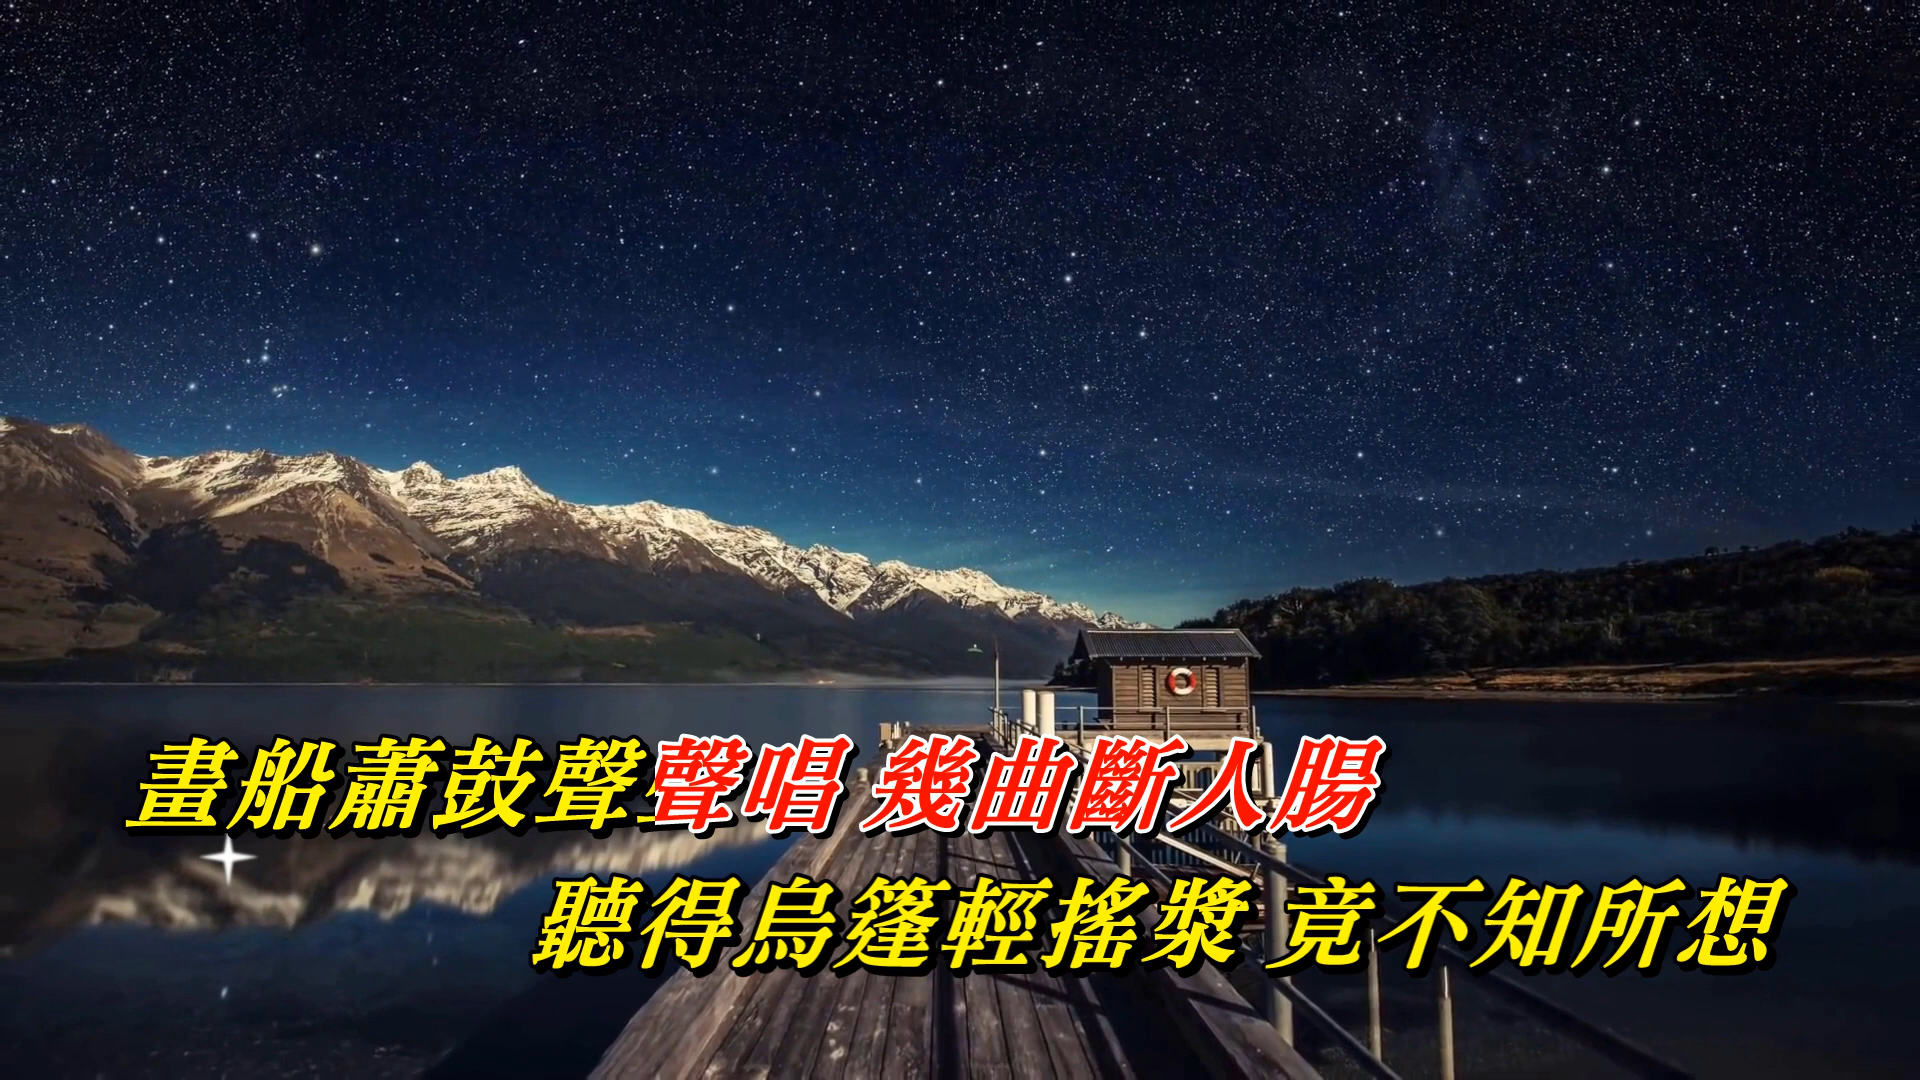 畫船蕭鼓聲聲唱 幾曲斷人腸
聽得烏篷輕搖漿 竟不知所想